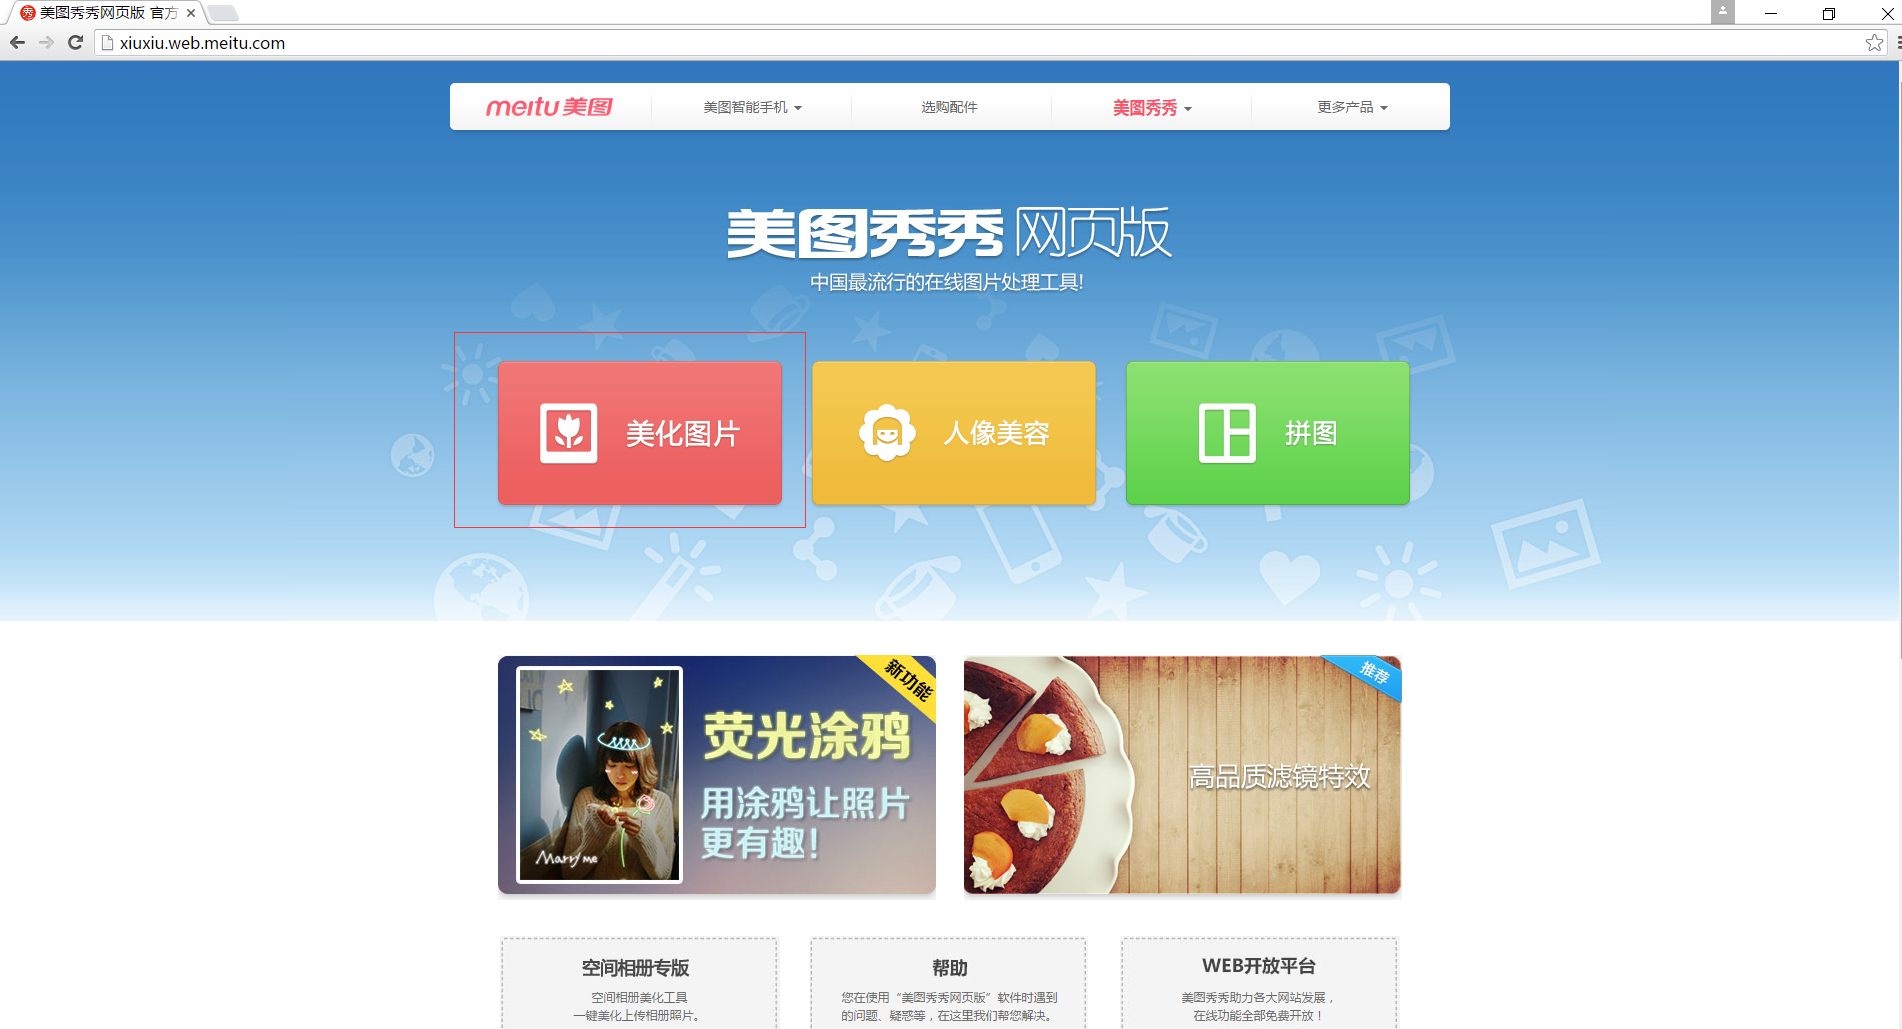 美图秀秀网页版 官方
xiuxiu.web.meitu.com
meitu 美图
美图智能手机
选购配件
美图秀秀
更多产品
美图秀秀 网页版
中国最流行的在线图片处理工具!
美化图片
人像美容
拼图
新功能
荧光涂鸦
用涂鸦让照片
更有趣!
Marry me
推荐
高品质滤镜特效
空间相册专版
空间相册美化工具
一键美化上传相册照片。
帮助
您在使用“美图秀秀网页版”软件时遇到
的问题、疑惑等，在这里我们帮您解决。
WEB开放平台
美图秀秀助力各大网站发展，
在线功能全部免费开放！